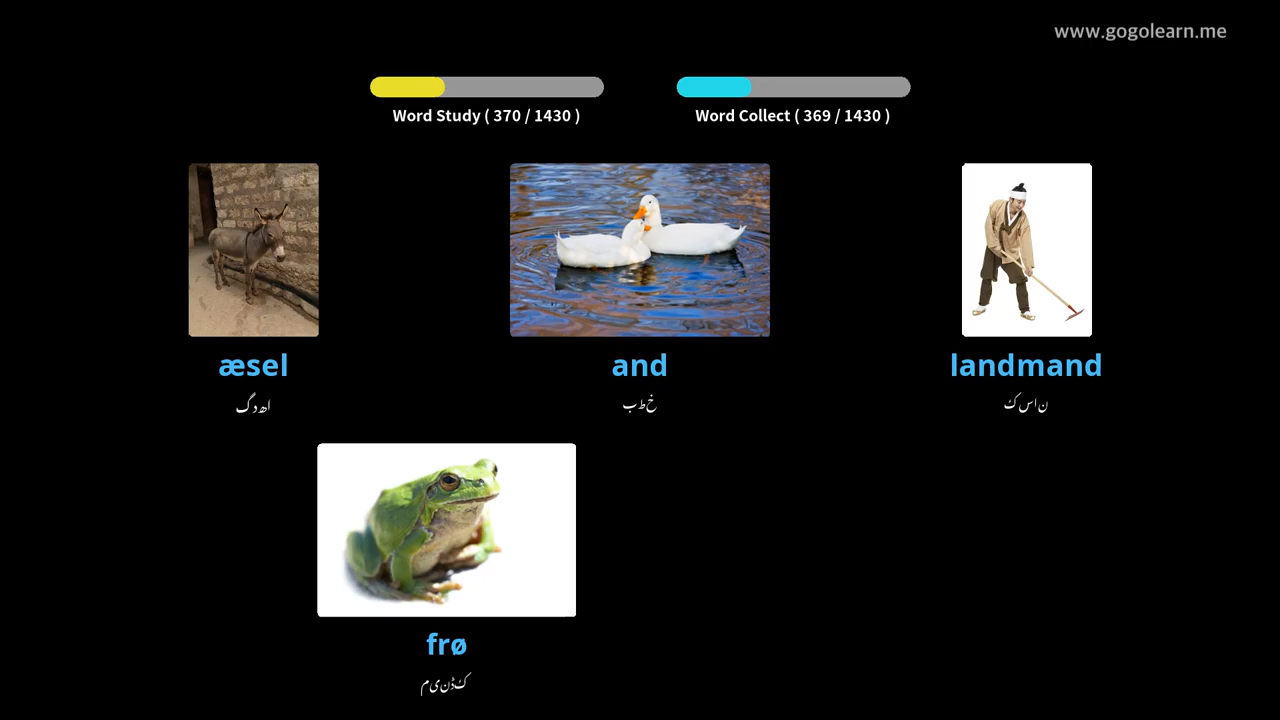 www.gogolearn.me
Word Study ( 370 / 1430 )
Word Collect ( 369 / 1430 )
æsel
اھدگ
and
خطب
landmand
ناسک
frø
کڈنیم